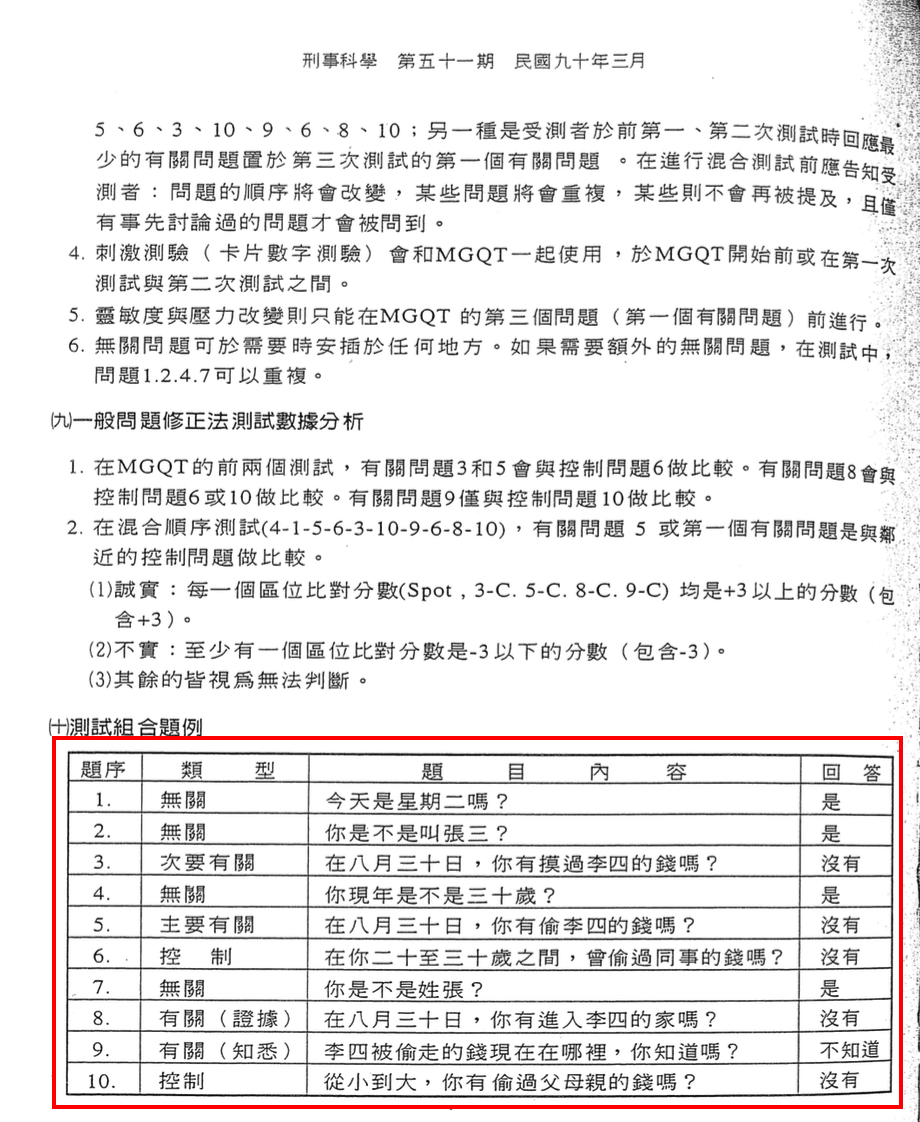 刑事科學 第五十一期 民國九十年三月
5、6、3、10、9、6、8、10；另一種是受測者於前第一、第二次測試時回應最
少的有關問題置於第三次測試的第一個有關問題 。在進行混合測試前應告知受
測者：問題的順序將會改變，某些問題將會重複，某些則不會再被提及，且僅
有事先討論過的問題才會被問到。
4. 刺激測驗（卡片數字測驗）會和MGQT一起使用，於MGQT開始前或在第一次
測試與第二次測試之間。
5. 靈敏度與壓力改變則只能在MGQT 的第三個問題（第一個有關問題）前進行。
6. 無關問題可於需要時安插於任何地方。如果需要額外的無關問題，在測試中，
問題1.2.4.7可以重複。
㈨一般問題修正法測試數據分析
1. 在MGQT的前兩個測試，有關問題3和5會與控制問題6做比較。有關問題8會與
控制問題6或10做比較。有關問題9僅與控制問題10做比較。
2. 在混合順序測試(4-1-5-6-3-10-9-6-8-10)，有關問題 5 或第一個有關問題是與鄰
近的控制問題做比較。
⑴誠實：每一個區位比對分數(Spot , 3-C. 5-C. 8-C. 9-C) 均是+3以上的分數（包
含+3）。
⑵不實：至少有一個區位比對分數是-3以下的分數（包含-3）。
⑶其餘的皆視為無法判斷。
㈩測試組合題例
題序 類型 題目內容 回答
1. 無關 今天是星期二嗎？ 是
2. 無關 你是不是叫張三？ 是
3. 次要有關 在八月三十日，你有摸過李四的錢嗎？ 沒有
4. 無關 你現年是不是三十歲？ 是
5. 主要有關 在八月三十日，你有偷李四的錢嗎？ 沒有
6. 控制 在你二十至三十歲之間，曾偷過同事的錢嗎？ 沒有
7. 無關 你是不是姓張？ 是
8. 有關（證據） 在八月三十日，你有進入李四的家嗎？ 沒有
9. 有關（知悉） 李四被偷走的錢現在在哪裡，你知道嗎？ 不知道
10. 控制 從小到大，你有偷過父母親的錢嗎？ 沒有